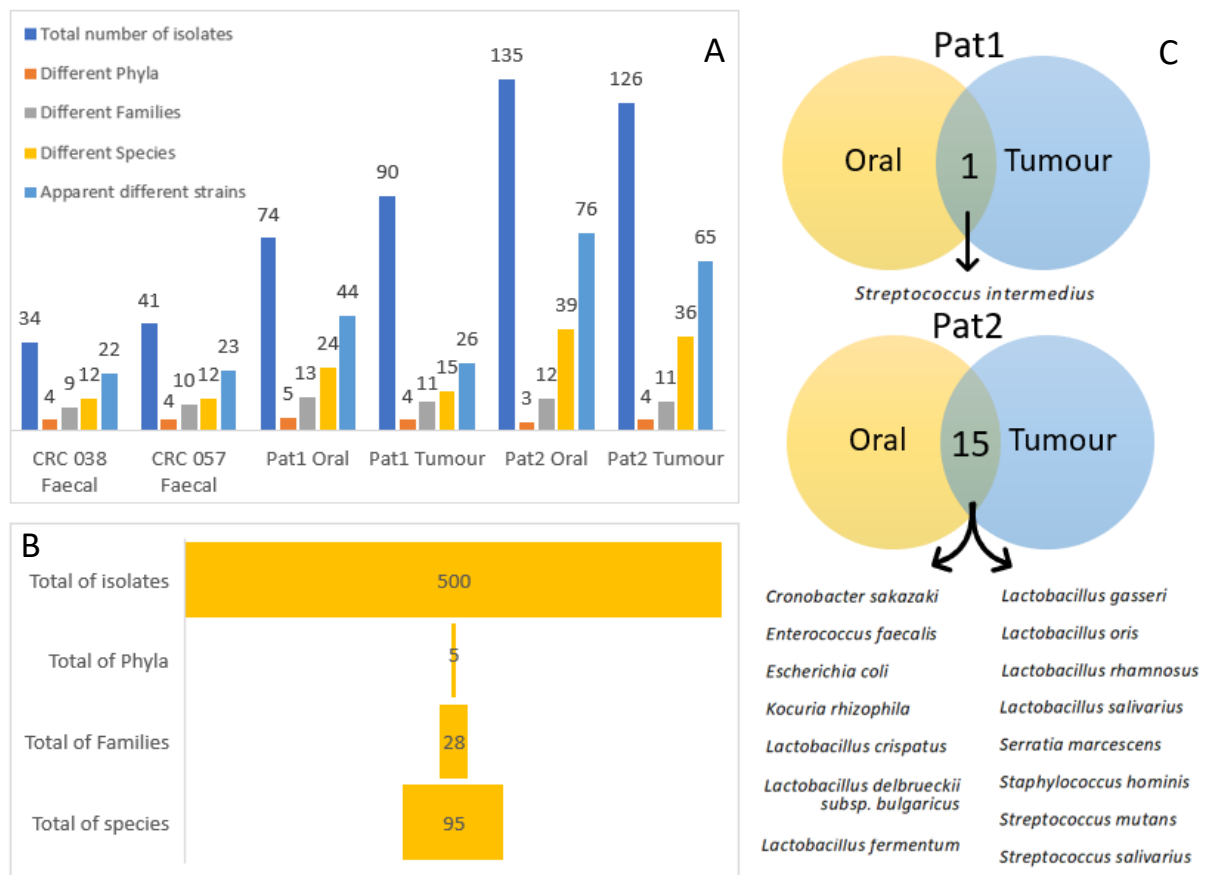 A
Total number of isolates
Different Phyla
Different Families
Different Species
Apparent different strains
34
4
9
12
22
41
4
10
12
23
74
5
13
24
44
90
4
11
15
26
135
3
12
39
76
126
4
11
36
65
CRC 038
Faecal
CRC 057
Faecal
Pat1 Oral
Pat1 Tumour
Pat2 Oral
Pat2 Tumour
B
Total of isolates
500
Total of Phyla
5
Total of Families
28
Total of species
95
C
Pat1
Oral
1
Tumour
Streptococcus intermedius
Pat2
Oral
15
Tumour
Cronobacter sakazaki
Enterococcus faecalis
Escherichia coli
Kocuria rhizophila
Lactobacillus crispatus
Lactobacillus delbrueckii
subsp. bulgaricus
Lactobacillus fermentum
Lactobacillus gasseri
Lactobacillus oris
Lactobacillus rhamnosus
Lactobacillus salivarius
Serratia marcescens
Staphylococcus hominis
Streptococcus mutans
Streptococcus salivarius